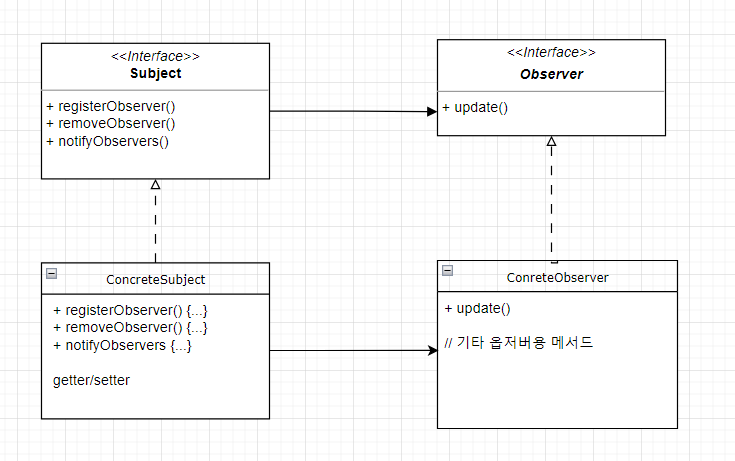 <<Interface>>
Subject
+ registerObserver()
+ removeObserver()
+ notifyObservers()
<<Interface>>
Observer
+ update()
ConcreteSubject
+ registerObserver() {...}
+ removeObserver() {...}
+ notifyObservers {...}
getter/setter
ConreteObserver
+ update()
// 기타 옵저버용 메서드